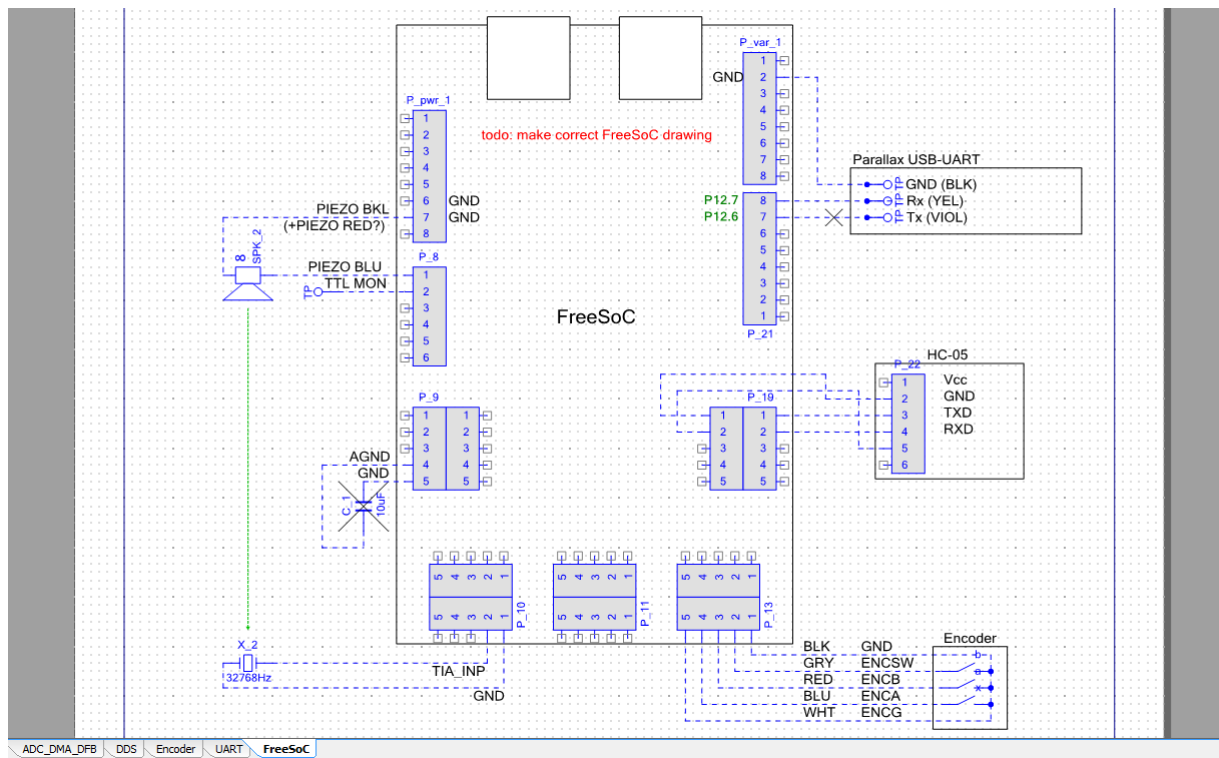 P_var_1
1
GND 2
3
4
5
6
7
8
P_pwr_1
1
2
3
4
5
6 GND
7 GND
8
todo: make correct FreeSoC drawing
Parallax USB-UART
TP GND (BLK)
TP Rx (YEL)
TP Tx (VIOL)
P12.7 8
P12.6 7
6
5
4
3
2
1
P_21
PIEZO BKL
(+PIEZO RED?)
8
SPK_2
PIEZO BLU
TTL MON
TP
P_8
1
2
3
4
5
6
FreeSoC
HC-05
P_22
1 Vcc
2 GND
3 TXD
4 RXD
5
6
P_9
1 1
2 2
3 3
4 4
5 5
P_19
1 1
2 2
3 3
4 4
5 5
AGND
GND
C_1
10uF
5 4 3 2 1
5 4 3 2 1
P_10
5 4 3 2 1
5 4 3 2 1
P_11
5 4 3 2 1
5 4 3 2 1
P_13
X_2
32768Hz
TIA_INP
GND
Encoder
BLK GND
GRY ENCSW
RED ENCB
BLU ENCA
WHT ENCG
b
a
x
ADC_DMA_DFB DDS Encoder UART FreeSoC